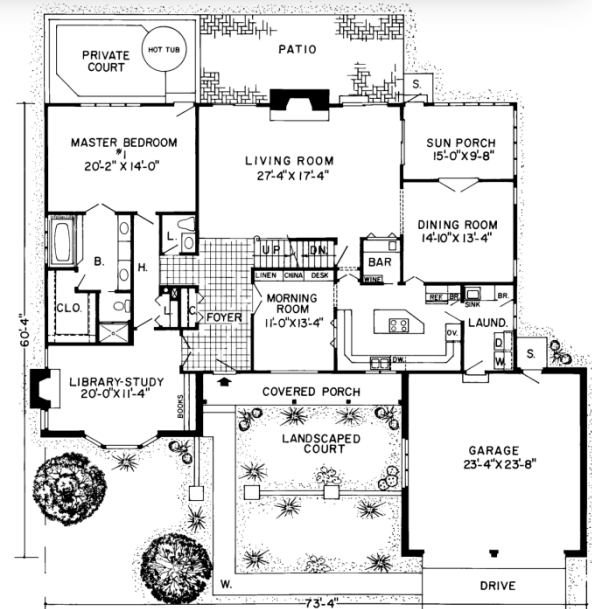 PRIVATE
COURT
HOT TUB
PATIO
S.
MASTER BEDROOM
#1
20'-2" X 14'-0"
LIVING ROOM
27'-4" X 17'-4"
SUN PORCH
15'-0" X 9'-8"
DINING ROOM
14'-10" X 13'-4"
L.
B.
H.
UP
DN.
BAR
WINE
LINEN
CHINA
DESK
CLO.
L.
C.
FOYER
MORNING
ROOM
11'-0" X 13'-4"
REF.
BR.
SINK
BR.
LAUND.
OV.
D.
W.
DW.
S.
60'-4"
LIBRARY-STUDY
20'-0" X 11'-4"
BOOKS
COVERED PORCH
LANDSCAPED
COURT
GARAGE
23'-4" X 23'-8"
W.
DRIVE
73'-4"